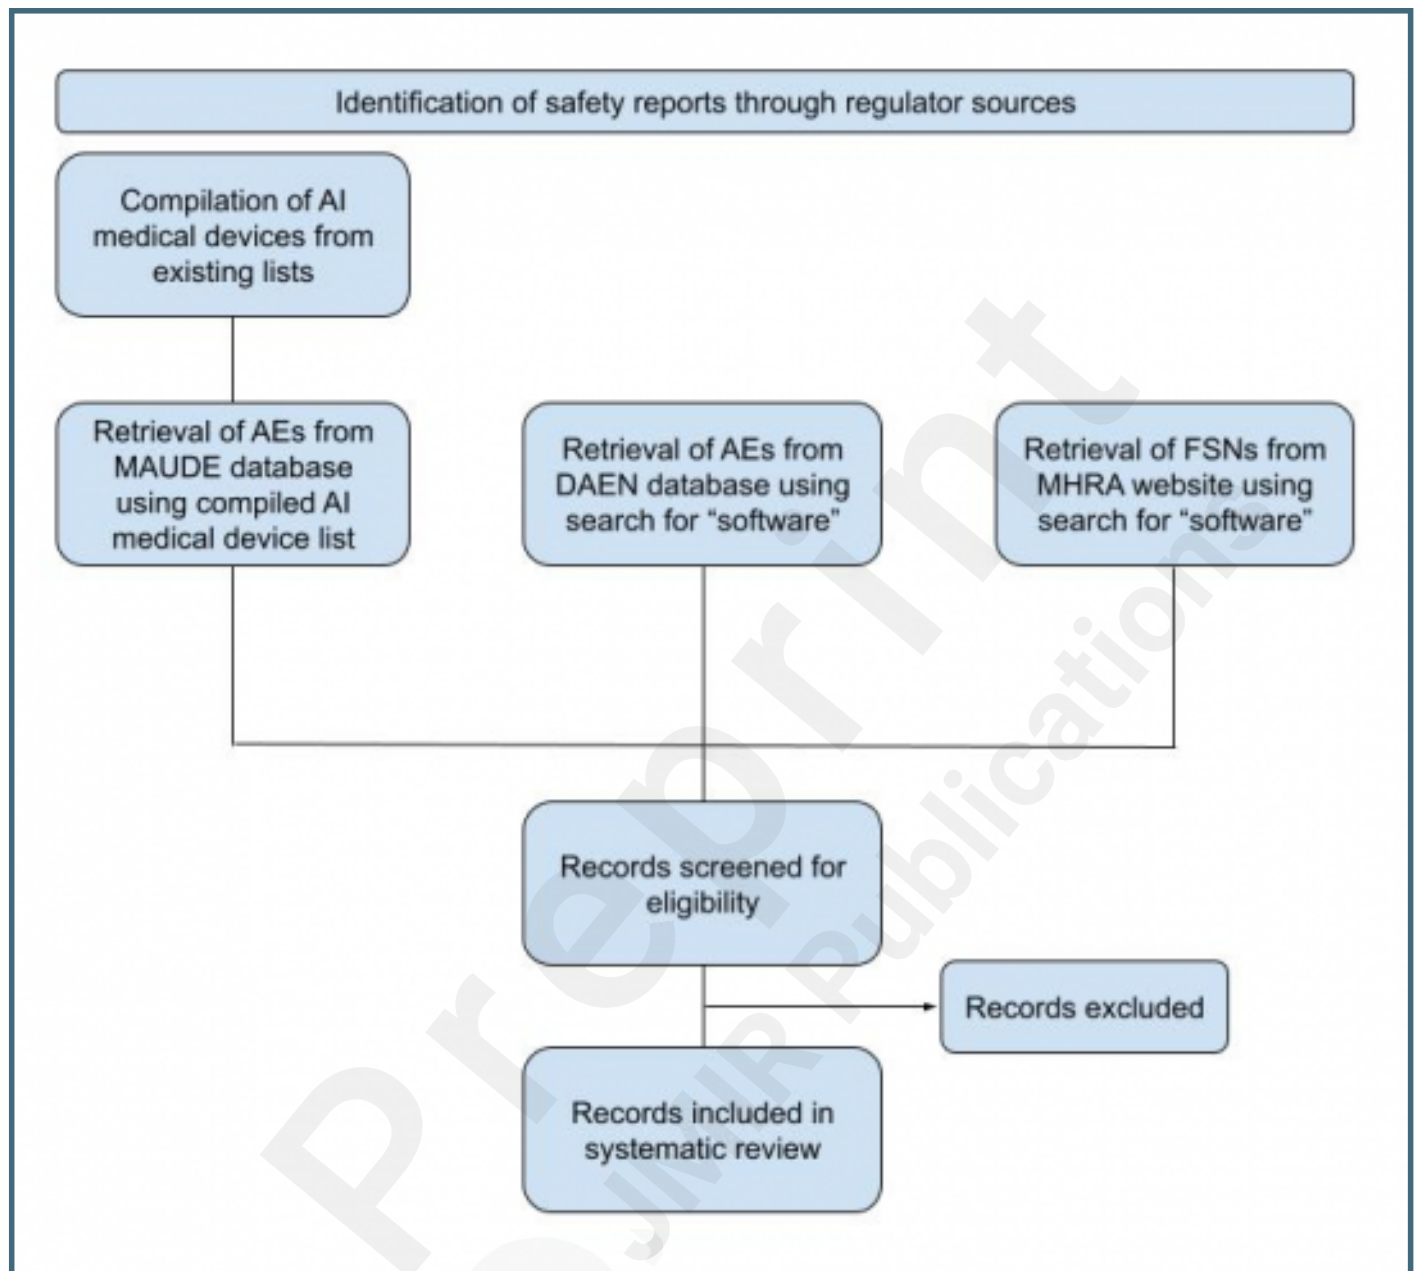 Identification of safety reports through regulator sources
Compilation of AI
medical devices from
existing lists
Retrieval of AEs from
MAUDE database
using compiled AI
medical device list
Retrieval of AEs from
DAEN database using
search for “software”
Retrieval of FSNs from
MHRA website using
search for “software”
Records screened for
eligibility
Records excluded
Records included in
systematic review
Preprint
JMIR Publications